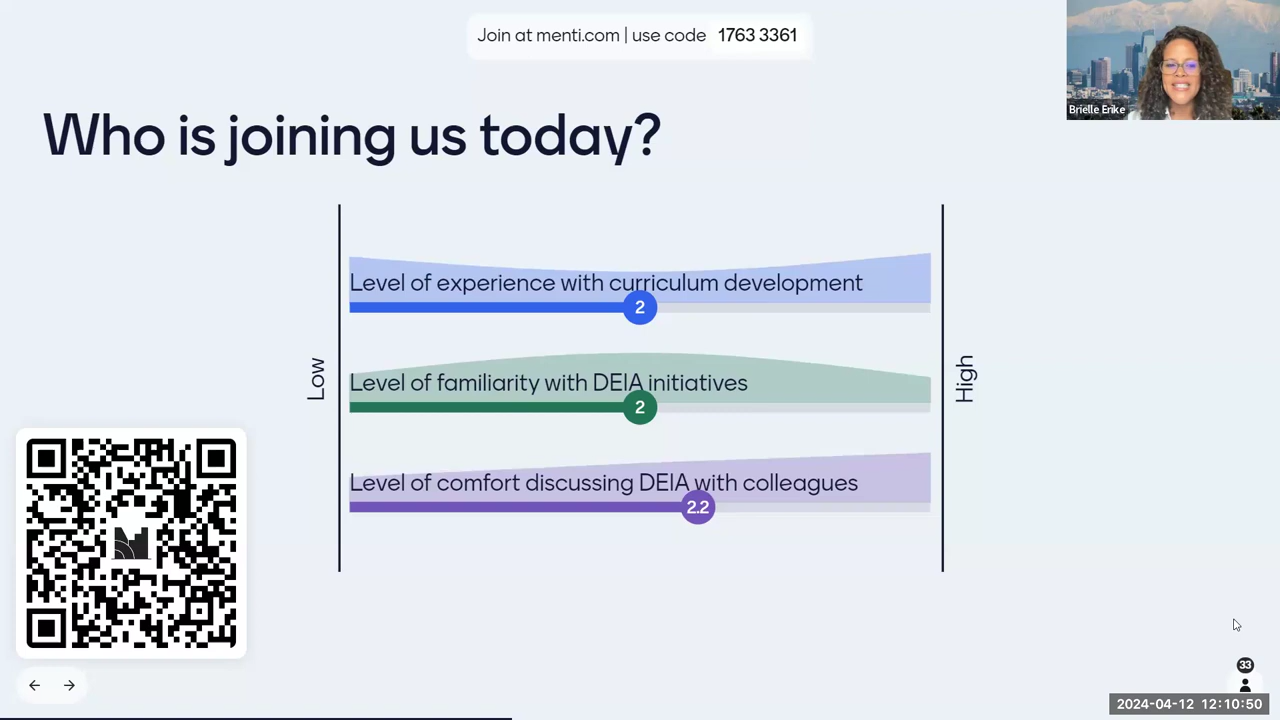 Join at menti.com | use code 1763 3361
Brielle Erike
Who is joining us today?
Low
High
Level of experience with curriculum development
2
Level of familiarity with DEIA initiatives
2
Level of comfort discussing DEIA with colleagues
2.2
33
2024-04-12 12:10:50